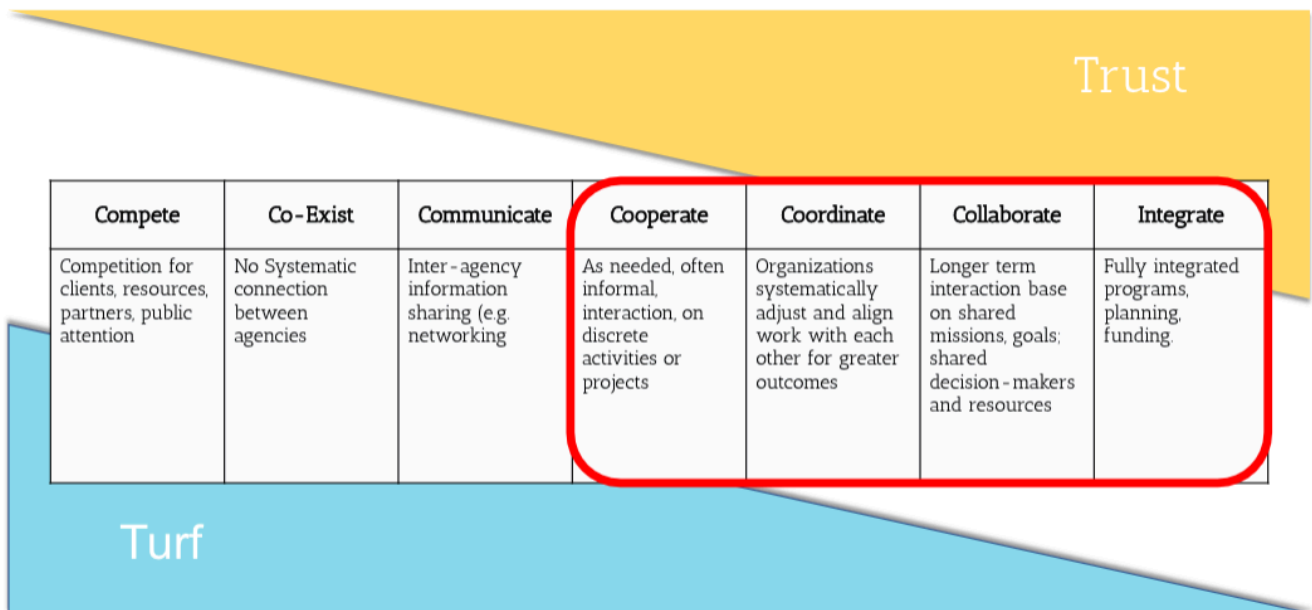 Trust
Compete
Co-Exist
Communicate
Cooperate
Coordinate
Collaborate
Integrate
Competition for
clients, resources,
partners, public
attention
No Systematic
connection
between
agencies
Inter-agency
information
sharing (e.g.
networking
As needed, often
informal,
interaction, on
discrete
activities or
projects
Organizations
systematically
adjust and align
work with each
other for greater
outcomes
Longer term
interaction base
on shared
missions, goals;
shared
decision-makers
and resources
Fully integrated
programs,
planning,
funding.
Turf